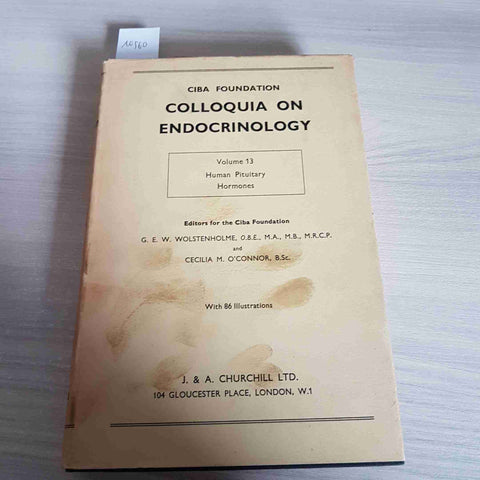 10560
CIBA FOUNDATION
COLLOQUIA ON
ENDOCRINOLOGY
Volume 13
Human Pituitary
Hormones
Editors for the Ciba Foundation
G. E. W. WOLSTENHOLME, O.B.E., M.A., M.B., M.R.C.P.
and
CECILIA M. O'CONNOR, B.Sc.
With 86 Illustrations
J. & A. CHURCHILL LTD.
104 GLOUCESTER PLACE, LONDON, W.1